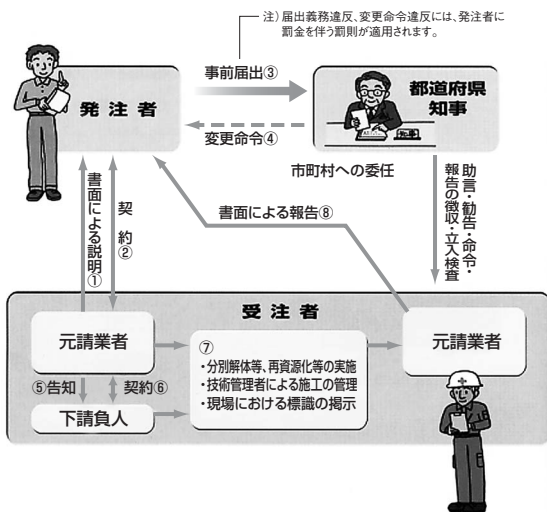 注）届出義務違反、変更命令違反には、発注者に
罰金を伴う罰則が適用されます。
発注者
事前届出③
変更命令④
都道府県
知事
知事
市町村への委任
書面による説明①
契約②
書面による報告⑧
助言・勧告・命令・
報告の徴収・立入検査
受注者
元請業者
⑤告知
契約⑥
下請負人
⑦
・分別解体等、再資源化等の実施
・技術管理者による施工の管理
・現場における標識の掲示
元請業者